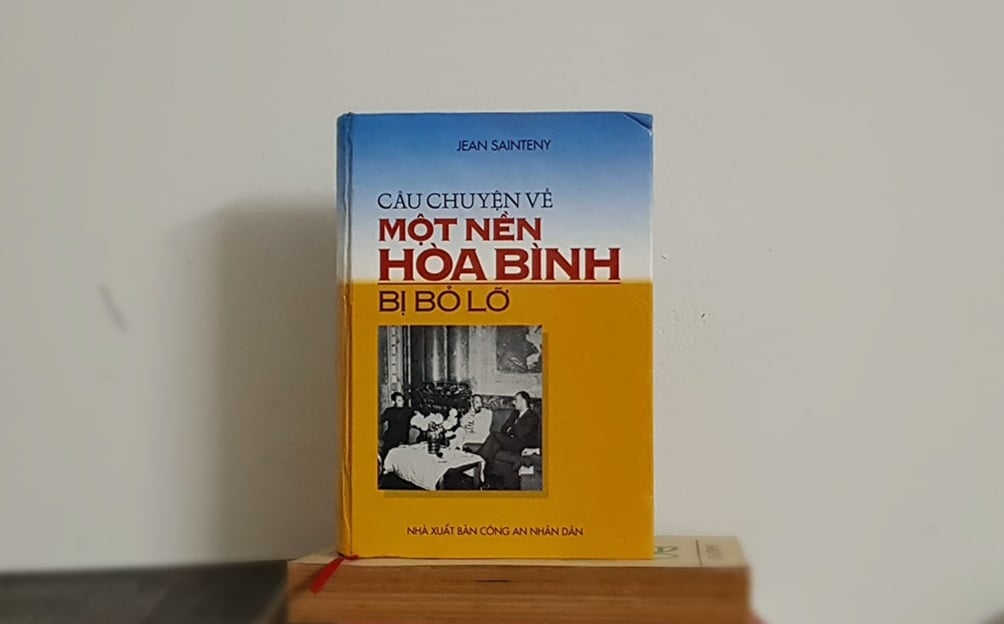 JEAN SAINTENY
CÂU CHUYỆN VỀ
MỘT NỀN
HÒA BÌNH
BỊ BỎ LỠ
NHÀ XUẤT BẢN CÔNG AN NHÂN DÂN